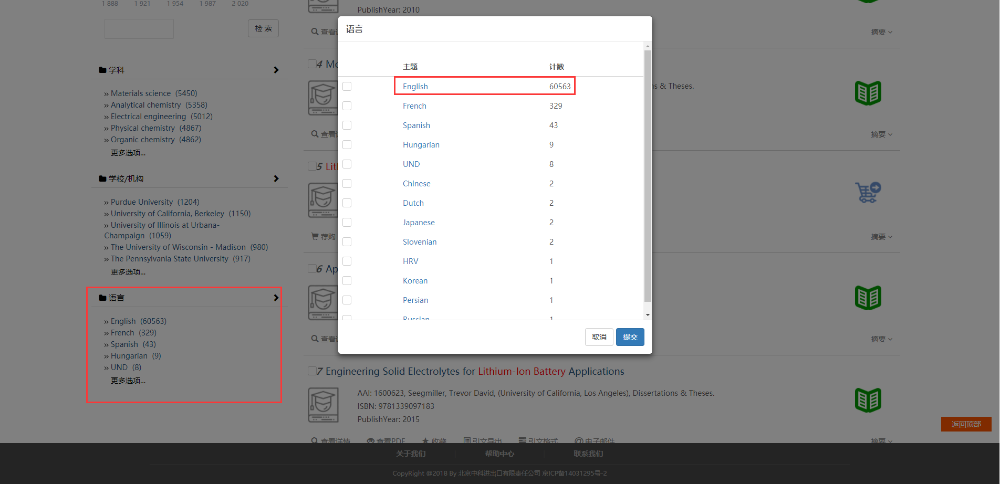 1 888 1 921 1 954 1 987 2 020
检 索
学科
» Materials science (5450)
» Analytical chemistry (5358)
» Electrical engineering (5012)
» Physical chemistry (4867)
» Organic chemistry (4862)
更多选项...
学校/机构
» Purdue University (1204)
» University of California, Berkeley (1150)
» University of Illinois at Urbana-
Champaign (1059)
» The University of Wisconsin - Madison (980)
» The Pennsylvania State University (917)
更多选项...
语言
» English (60563)
» French (329)
» Spanish (43)
» Hungarian (9)
» UND (8)
更多选项...
PublishYear: 2010
查看 摘要
4 Mo
s & Theses.
查看 摘要
5 Lit
荐购 摘要
6 Ap
查看 摘要
语言
主题 计数
English 60563
French 329
Spanish 43
Hungarian 9
UND 8
Chinese 2
Dutch 2
Japanese 2
Slovenian 2
HRV 1
Korean 1
Persian 1
Russian 1
取消 提交
7 Engineering Solid Electrolytes for Lithium-Ion Battery Applications
AAI: 1600623, Seegmiller, Trevor David, (University of California, Los Angeles), Dissertations & Theses.
ISBN: 9781339097183
PublishYear: 2015
查看详情 查看PDF 收藏 引文导出 引文格式 电子邮件 摘要
返回顶部
关于我们 帮助中心 联系我们
CopyRight @2018 By 北京中科进出口有限责任公司 京ICP备14031295号-2